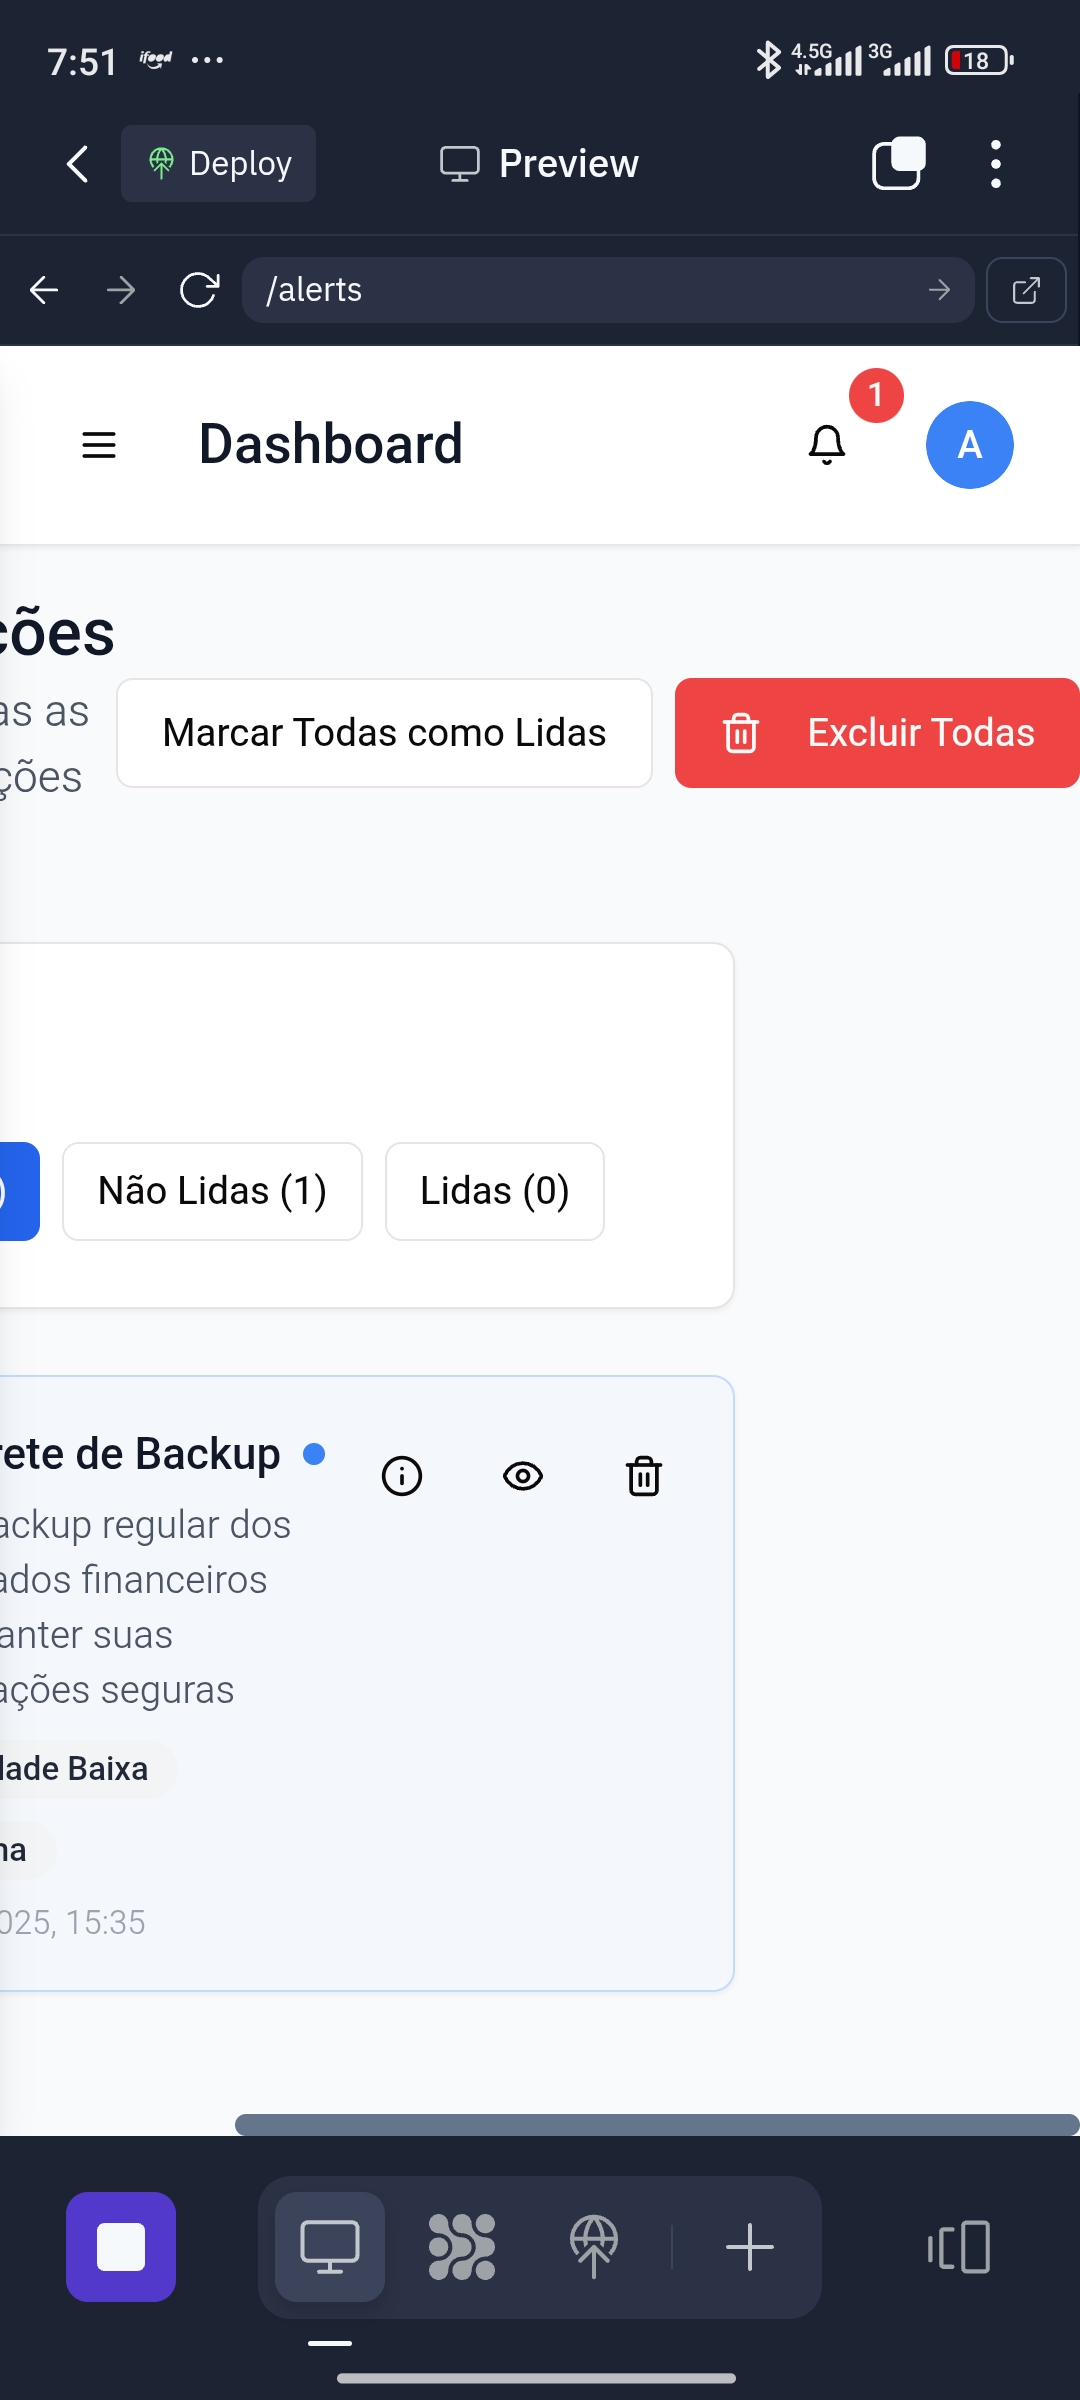 7:51 ifood ... 4.5G 3G 18
Deploy Preview
/alerts
Dashboard 1 A
ções
as as
ções
Marcar Todas como Lidas Excluir Todas
) Não Lidas (1) Lidas (0)
rete de Backup
ackup regular dos
ados financeiros
anter suas
ações seguras
dade Baixa
na
025, 15:35